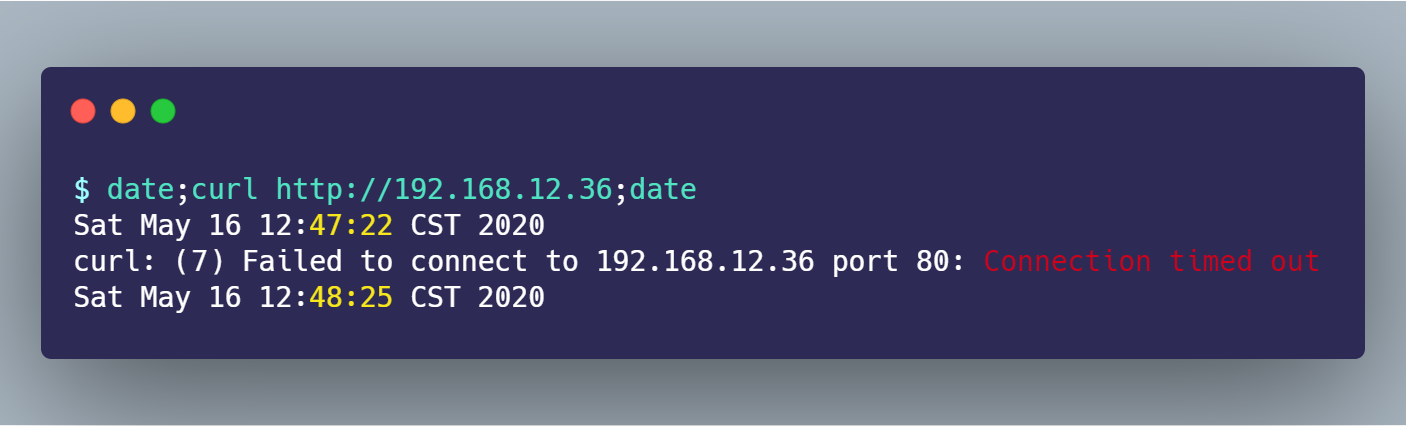 $ date;curl http://192.168.12.36;date
Sat May 16 12:47:22 CST 2020
curl: (7) Failed to connect to 192.168.12.36 port 80: Connection timed out
Sat May 16 12:48:25 CST 2020